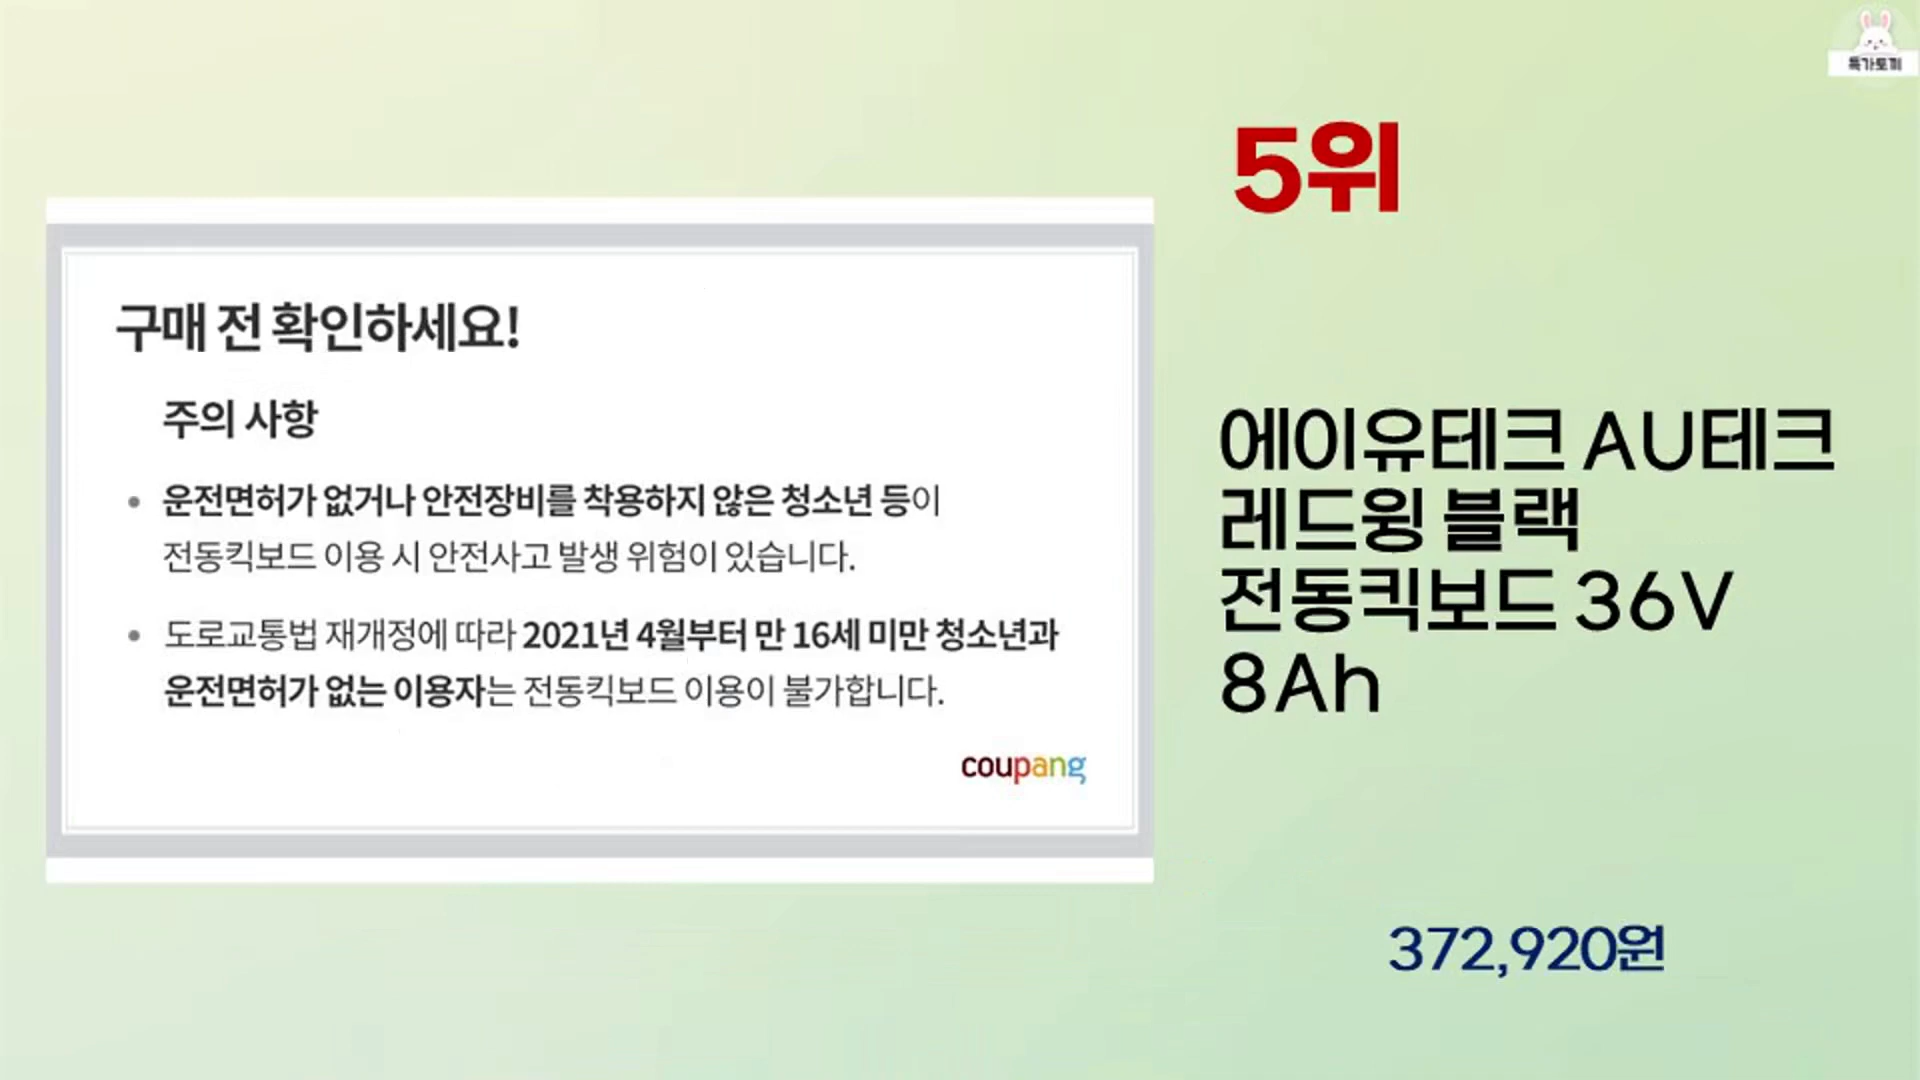 특가토끼
5위
구매 전 확인하세요!
주의 사항
• 운전면허가 없거나 안전장비를 착용하지 않은 청소년 등이
전동킥보드 이용 시 안전사고 발생 위험이 있습니다.
• 도로교통법 재개정에 따라 2021년 4월부터 만 16세 미만 청소년과
운전면허가 없는 이용자는 전동킥보드 이용이 불가합니다.
coupang
에이유테크 AU테크
레드윙 블랙
전동킥보드 36V
8Ah
372,920원